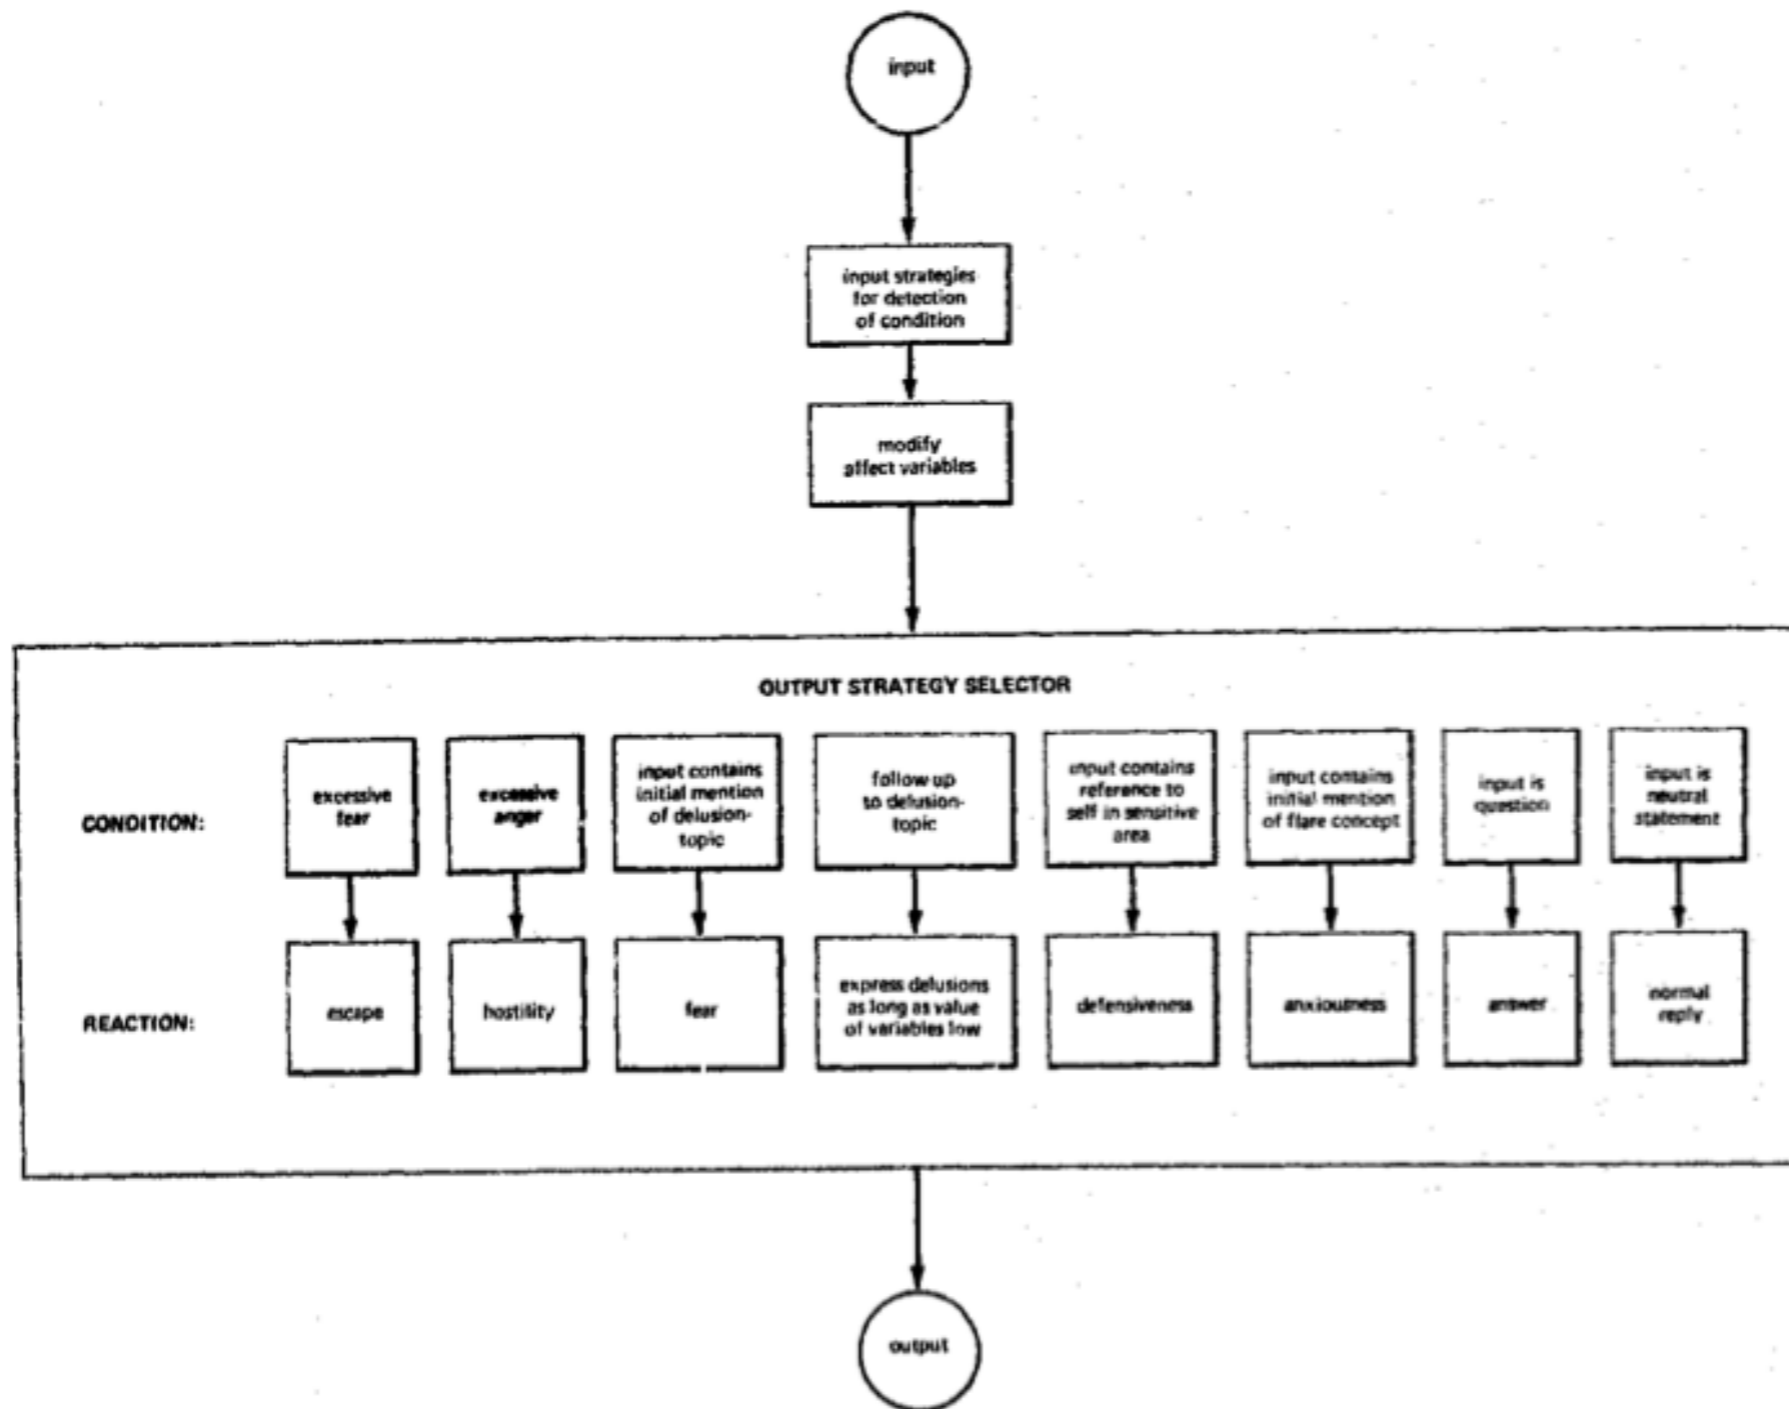 input
input strategies
for detection
of condition
modify
affect variables
OUTPUT STRATEGY SELECTOR
CONDITION:
excessive
fear
excessive
anger
input contains
initial mention
of delusion-
topic
follow up
to delusion-
topic
input contains
reference to
self in sensitive
area
input contains
initial mention
of flare concept
input is
question
input is
neutral
statement
REACTION:
escape
hostility
fear
express delusions
as long as value
of variables low
defensiveness
anxiousness
answer
normal
reply
output